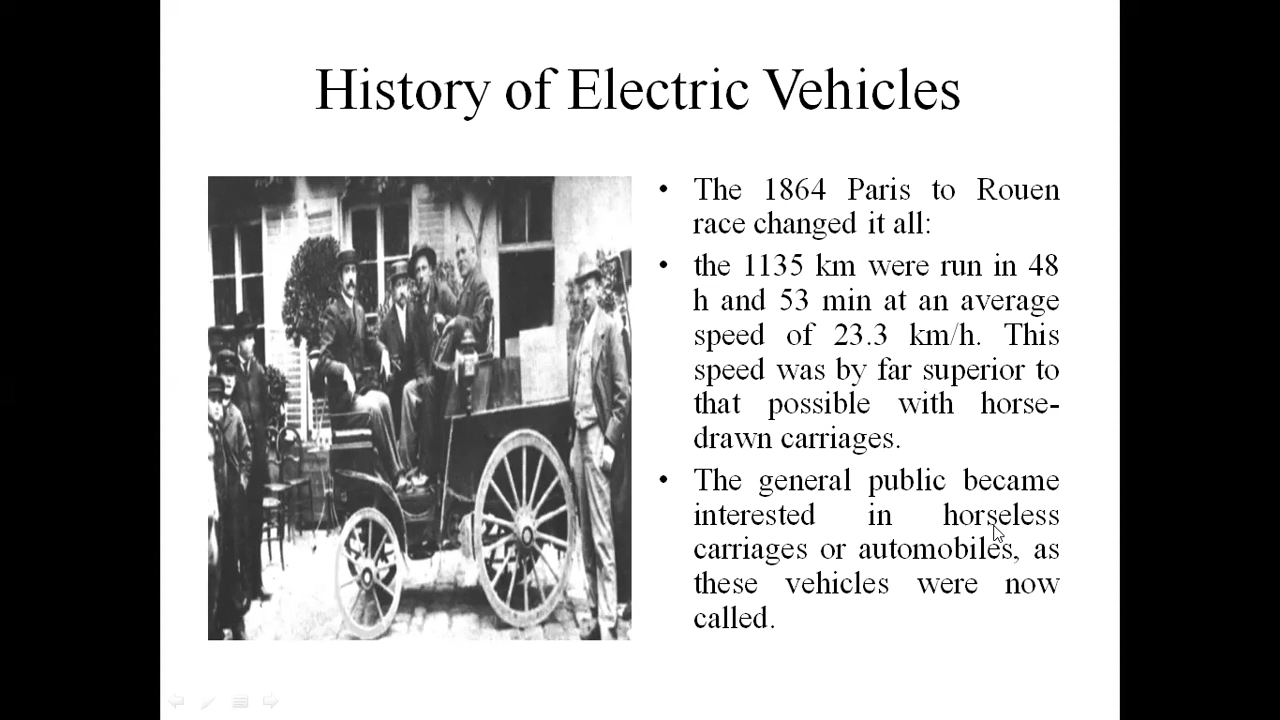 History of Electric Vehicles
• The 1864 Paris to Rouen
race changed it all:
• the 1135 km were run in 48
h and 53 min at an average
speed of 23.3 km/h. This
speed was by far superior to
that possible with horse-
drawn carriages.
• The general public became
interested in horseless
carriages or automobiles, as
these vehicles were now
called.